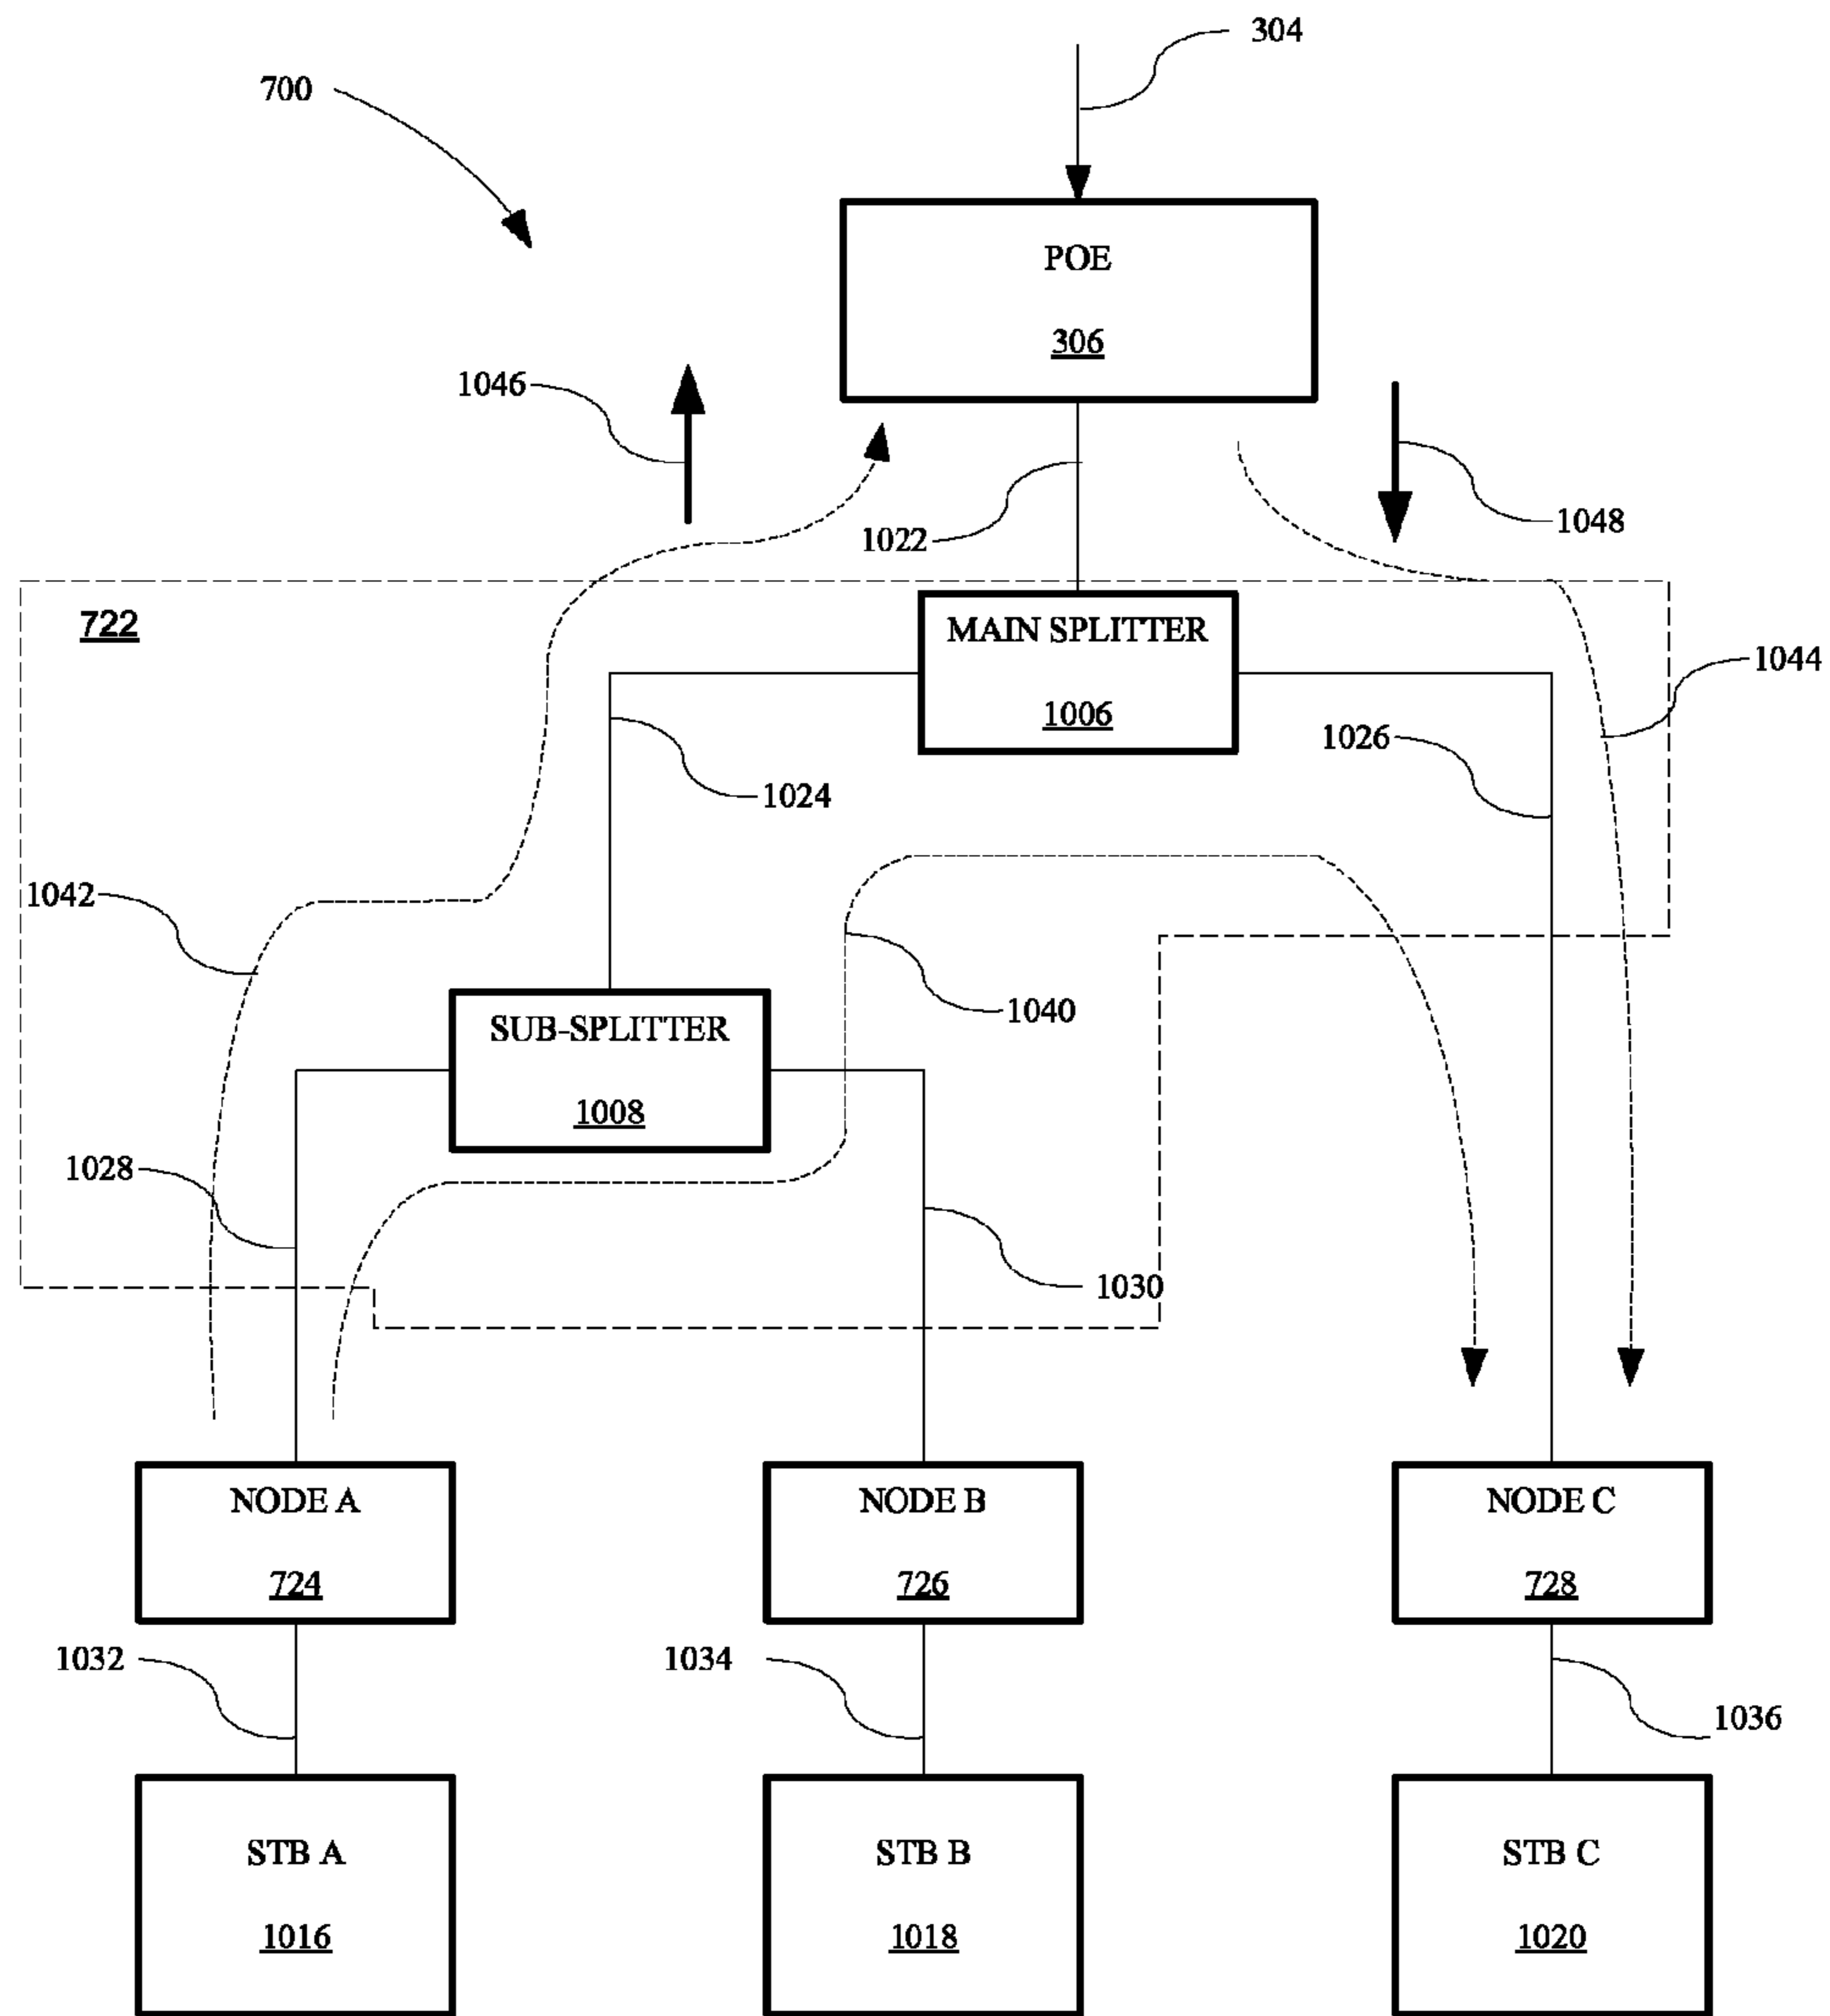 304
700
POE
306
1046
1048
1022
722
MAIN SPLITTER
1006
1044
1026
1024
1042
1040
SUB-SPLITTER
1008
1028
1030
NODE A
724
NODE B
726
NODE C
728
1032
1034
1036
STB A
1016
STB B
1018
STB C
1020